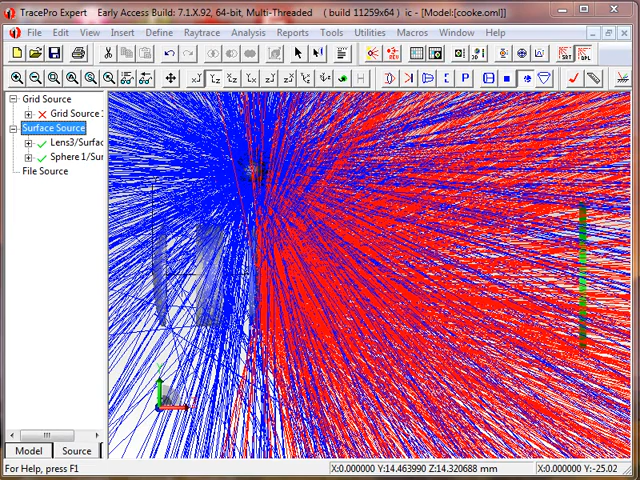 TracePro Expert Early Access Build: 7.1.X.92, 64-bit, Multi-Threaded ( build 11259x64 ) ic - [Model:[cooke.oml]]
File Edit View Insert Define Raytrace Analysis Reports Tools Utilities Macros Window Help
Grid Source
Grid Source
Surface Source
Lens3/Surfac
Sphere 1/Sur
File Source
Model Source
For Help, press F1 X:0.000000 Y:14.463990 Z:14.320688 mm X:0.000000 Y:-25.02